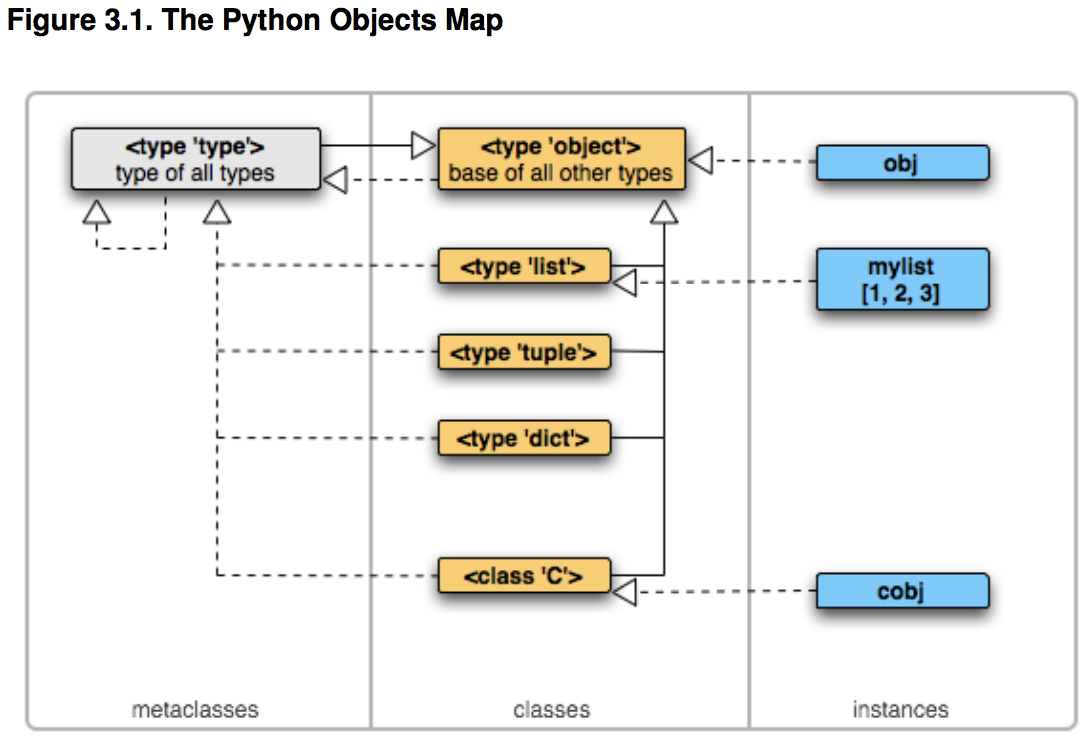 Figure 3.1. The Python Objects Map
<type 'type'>
type of all types
<type 'object'>
base of all other types
obj
<type 'list'>
mylist
[1, 2, 3]
<type 'tuple'>
<type 'dict'>
<class 'C'>
cobj
metaclasses
classes
instances